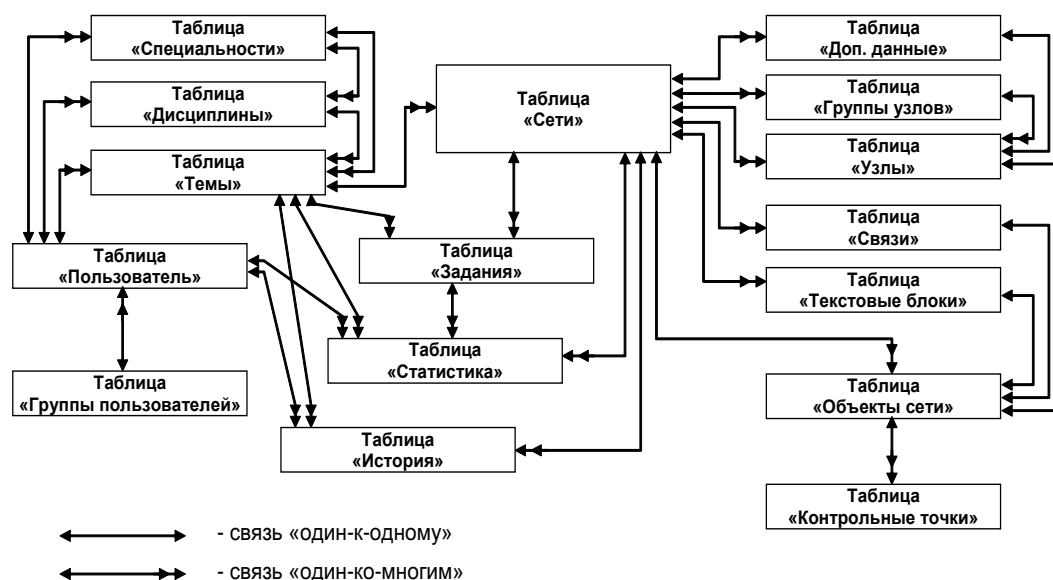 Таблица
«Специальности»
Таблица
«Дисциплины»
Таблица
«Темы»
Таблица
«Пользователь»
Таблица
«Группы пользователей»
Таблица
«Сети»
Таблица
«Задания»
Таблица
«Статистика»
Таблица
«История»
Таблица
«Доп. данные»
Таблица
«Группы узлов»
Таблица
«Узлы»
Таблица
«Связи»
Таблица
«Текстовые блоки»
Таблица
«Объекты сети»
Таблица
«Контрольные точки»
- связь «один-к-одному»
- связь «один-ко-многим»